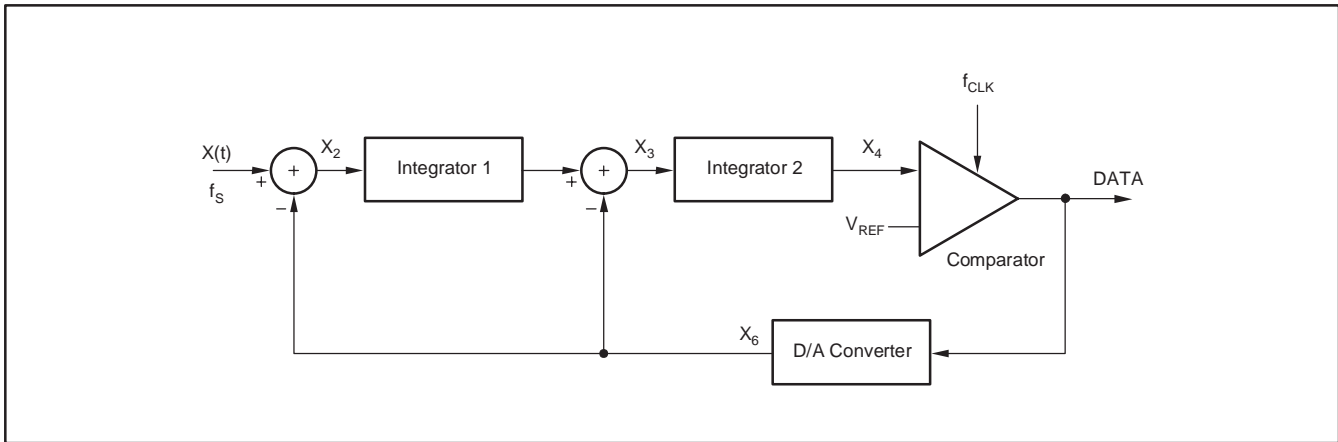 f_CLK
X(t)
f_S
+
+
−
X_2
Integrator 1
+
+
−
X_3
Integrator 2
X_4
V_REF
Comparator
DATA
X_6
D/A Converter